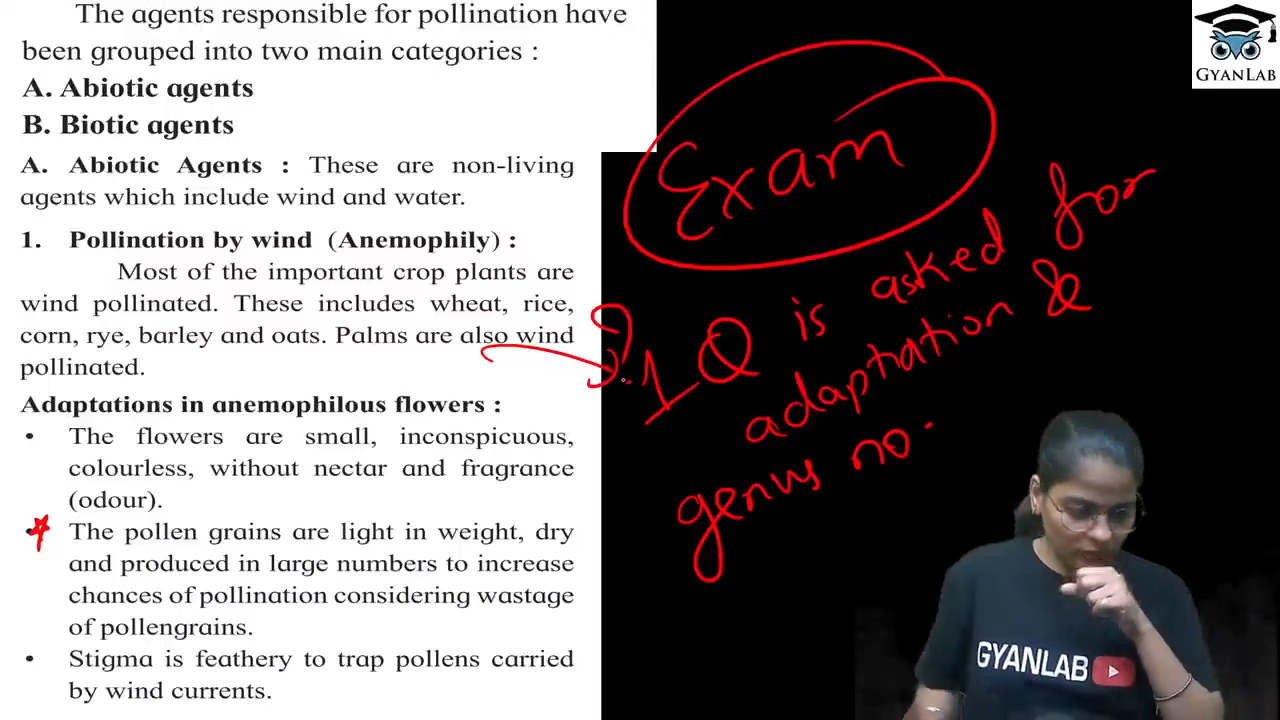 The agents responsible for pollination have
been grouped into two main categories :
A. Abiotic agents
B. Biotic agents
A. Abiotic Agents : These are non-living
agents which include wind and water.
1. Pollination by wind (Anemophily) :
Most of the important crop plants are
wind pollinated. These includes wheat, rice,
corn, rye, barley and oats. Palms are also wind
pollinated.
Adaptations in anemophilous flowers :
• The flowers are small, inconspicuous,
colourless, without nectar and fragrance
(odour).
• The pollen grains are light in weight, dry
and produced in large numbers to increase
chances of pollination considering wastage
of pollengrains.
• Stigma is feathery to trap pollens carried
by wind currents.
Exam
1 Q is asked for
adaptation &
genus no.
GYANLAB
GYANLAB